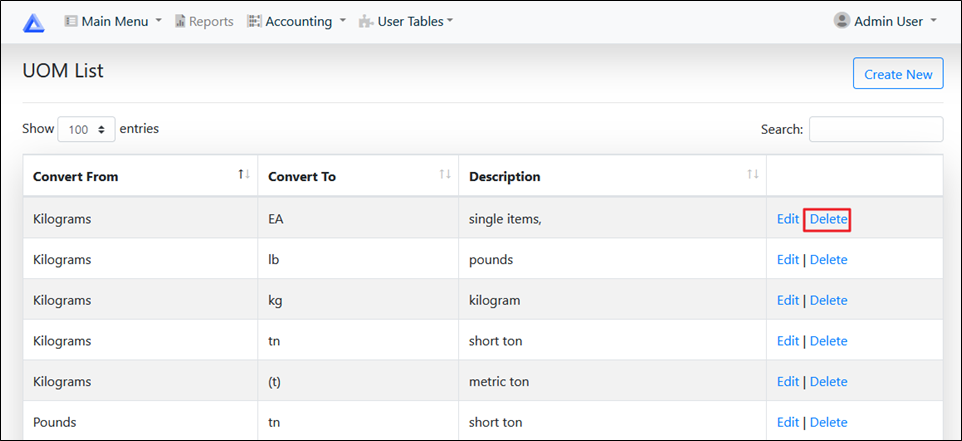 Main Menu Reports Accounting User Tables Admin User
UOM List Create New
Show 100 entries Search:
Convert From Convert To Description
Kilograms EA single items, Edit Delete
Kilograms lb pounds Edit | Delete
Kilograms kg kilogram Edit | Delete
Kilograms tn short ton Edit | Delete
Kilograms (t) metric ton Edit | Delete
Pounds tn short ton Edit | Delete